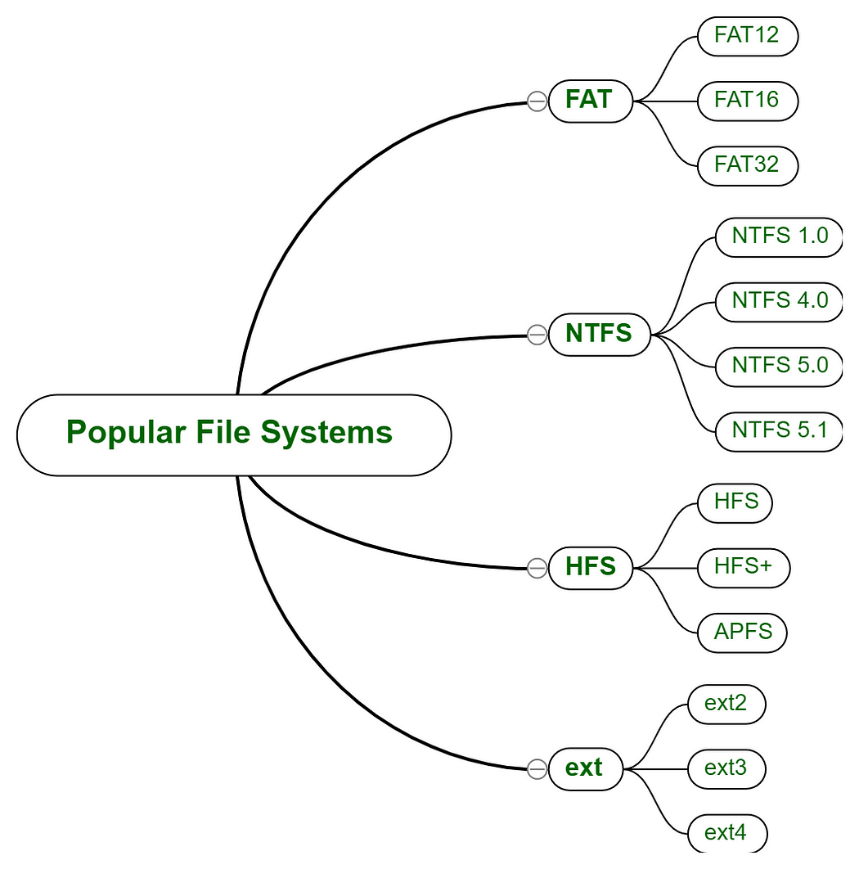 Popular File Systems
FAT
FAT12
FAT16
FAT32
NTFS
NTFS 1.0
NTFS 4.0
NTFS 5.0
NTFS 5.1
HFS
HFS
HFS+
APFS
ext
ext2
ext3
ext4